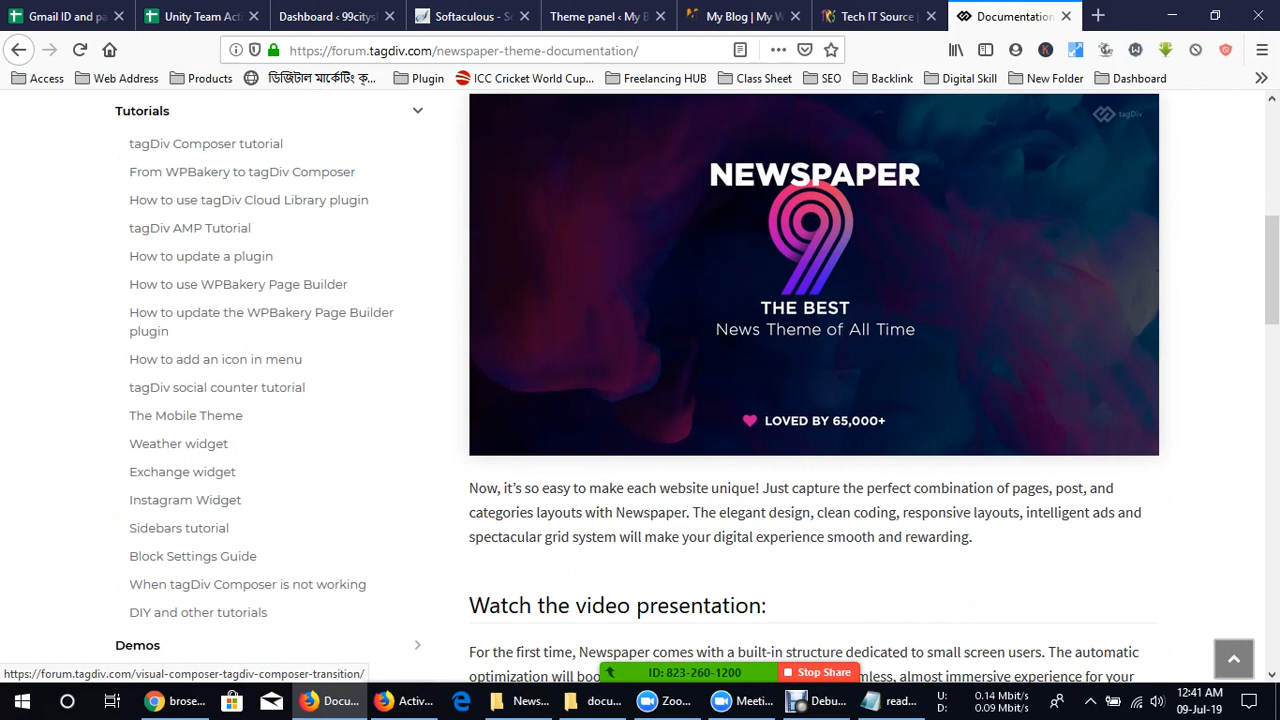 Gmail ID and pa
Unity Team Act
Dashboard ‹ 99citys
Softaculous - S
Theme panel ‹ My B
My Blog | My W
Tech IT Source |
Documentation
https://forum.tagdiv.com/newspaper-theme-documentation/
Access
Web Address
Products
ডিজিটাল মার্কেটিং ক্...
Plugin
ICC Cricket World Cup...
Freelancing HUB
Class Sheet
SEO
Backlink
Digital Skill
New Folder
Dashboard
Tutorials
tagDiv Composer tutorial
From WPBakery to tagDiv Composer
How to use tagDiv Cloud Library plugin
tagDiv AMP Tutorial
How to update a plugin
How to use WPBakery Page Builder
How to update the WPBakery Page Builder
plugin
How to add an icon in menu
tagDiv social counter tutorial
The Mobile Theme
Weather widget
Exchange widget
Instagram Widget
Sidebars tutorial
Block Settings Guide
When tagDiv Composer is not working
DIY and other tutorials
Demos
https://forum.tagdiv.com/visual-composer-tagdiv-composer-transition/
tagDiv
NEWSPAPER
9
THE BEST
News Theme of All Time
LOVED BY 65,000+
Now, it's so easy to make each website unique! Just capture the perfect combination of pages, post, and
categories layouts with Newspaper. The elegant design, clean coding, responsive layouts, intelligent ads and
spectacular grid system will make your digital experience smooth and rewarding.
Watch the video presentation:
For the first time, Newspaper comes with a built-in structure dedicated to small screen users. The automatic
optimization will boo
mless, almost immersive experience for your
ID: 823-260-1200
Stop Share
brose...
Docu...
Activ...
News...
docu...
Zoo...
Meeti...
Debu...
read...
U: 0.14 Mbit/s
D: 0.09 Mbit/s
12:41 AM
09-Jul-19